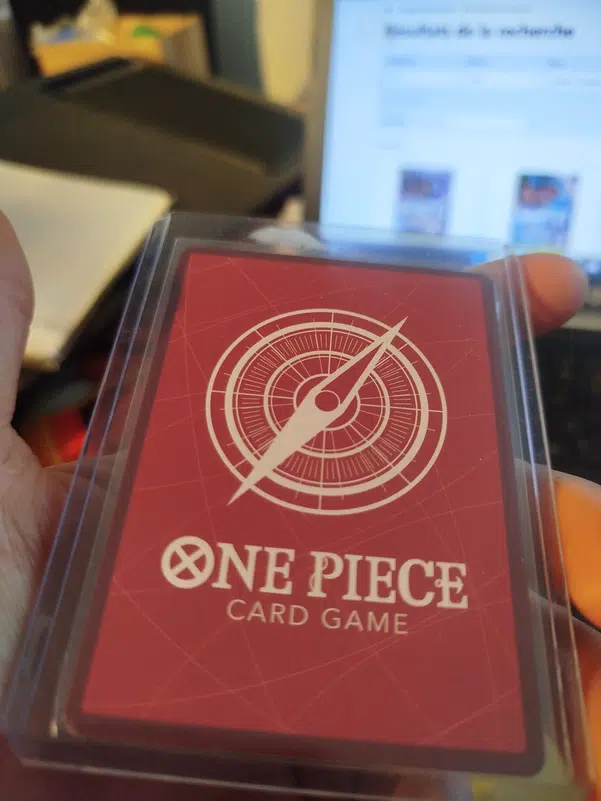 Résultats de la recherche
ONE PIECE
CARD GAME